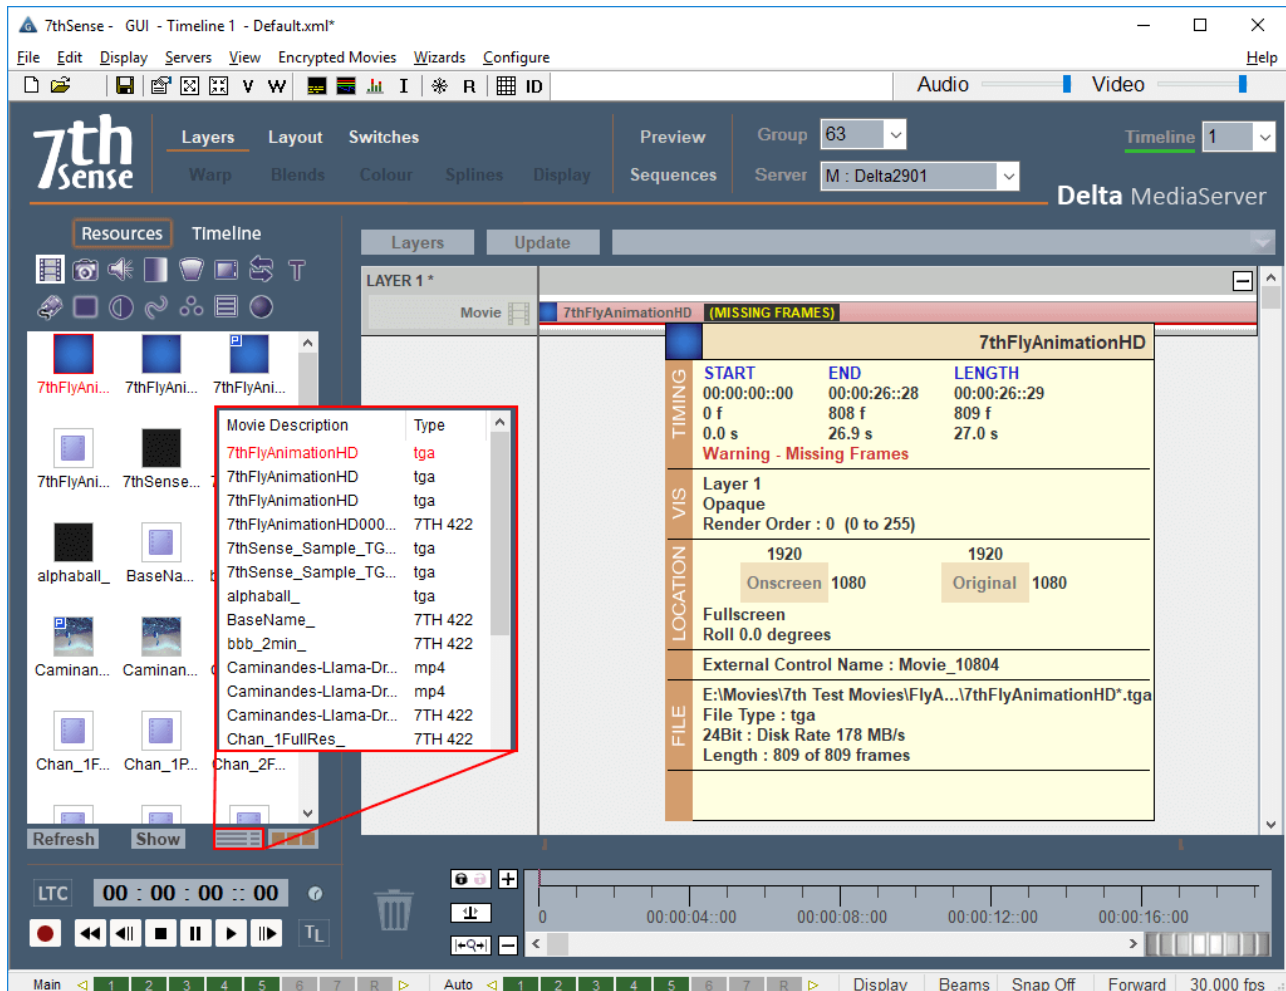 7thSense - GUI - Timeline 1 - Default.xml*
File Edit Display Servers View Encrypted Movies Wizards Configure Help
V W I R ID Audio Video
7th Sense
Layers Layout Switches Preview Group 63 Timeline 1
Warp Blends Colour Splines Display Sequences Server M : Delta2901
Delta MediaServer
Resources Timeline
Layers Update
T
LAYER 1 *
Movie 7thFlyAnimationHD (MISSING FRAMES)
P
7thFlyAni... 7thFlyAni... 7thFlyAni...
7thFlyAni... 7thSense...
alphaball_ BaseNa...
P
Caminan... Caminan...
Chan_1F... Chan_1P... Chan_2F...
Movie Description Type
7thFlyAnimationHD tga
7thFlyAnimationHD tga
7thFlyAnimationHD tga
7thFlyAnimationHD000... 7TH 422
7thSense_Sample_TG... tga
7thSense_Sample_TG... tga
alphaball_ tga
BaseName_ 7TH 422
bbb_2min_ 7TH 422
Caminandes-Llama-Dr... mp4
Caminandes-Llama-Dr... mp4
Caminandes-Llama-Dr... 7TH 422
Chan_1FullRes_ 7TH 422
7thFlyAnimationHD
TIMING
START END LENGTH
00:00:00::00 00:00:26::28 00:00:26::29
0 f 808 f 809 f
0.0 s 26.9 s 27.0 s
Warning - Missing Frames
VIS
Layer 1
Opaque
Render Order : 0 (0 to 255)
LOCATION
1920 1920
Onscreen 1080 Original 1080
Fullscreen
Roll 0.0 degrees
External Control Name : Movie_10804
FILE
E:\Movies\7th Test Movies\FlyA...\7thFlyAnimationHD*.tga
File Type : tga
24Bit : Disk Rate 178 MB/s
Length : 809 of 809 frames
Refresh Show
LTC 00 : 00 : 00 :: 00
TL
0 00:00:04::00 00:00:08::00 00:00:12::00 00:00:16::00
Main 1 2 3 4 5 6 7 R Auto 1 2 3 4 5 6 7 R Display Beams Snap Off Forward 30.000 fps